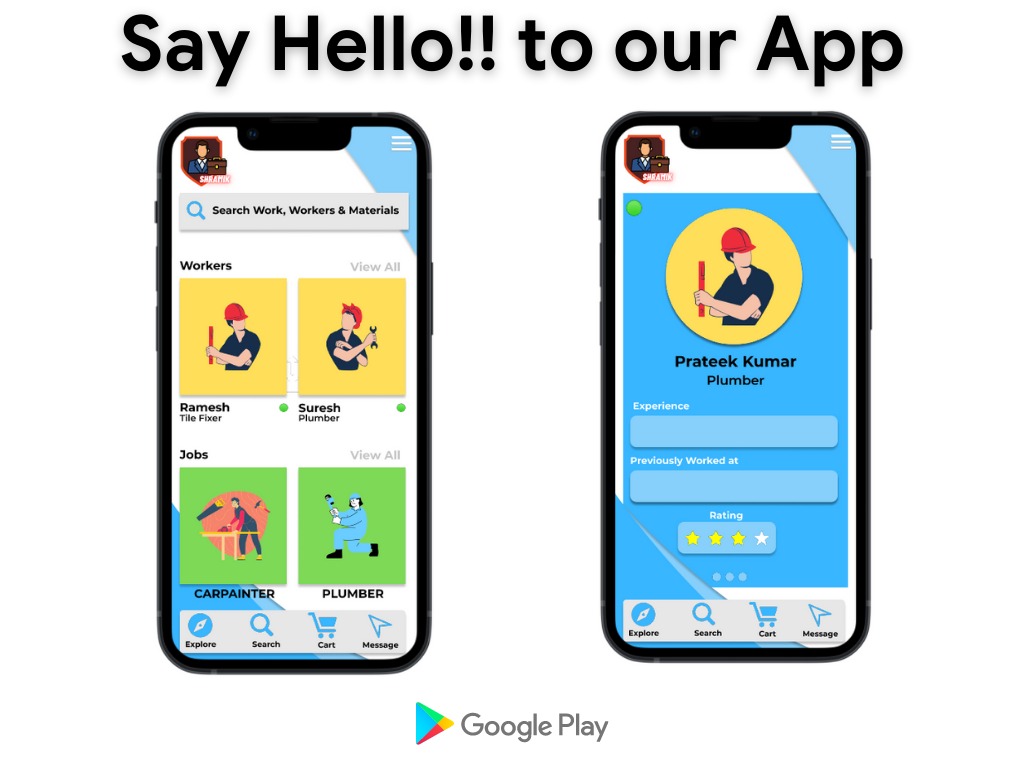 Say Hello!! to our App
SHRAMIK
Search Work, Workers & Materials
Workers
View All
Ramesh
Tile Fixer
Suresh
Plumber
Jobs
View All
CARPAINTER
PLUMBER
Explore
Search
Cart
Message
SHRAMIK
Prateek Kumar
Plumber
Experience
Previously Worked at
Rating
Explore
Search
Cart
Message
Google Play